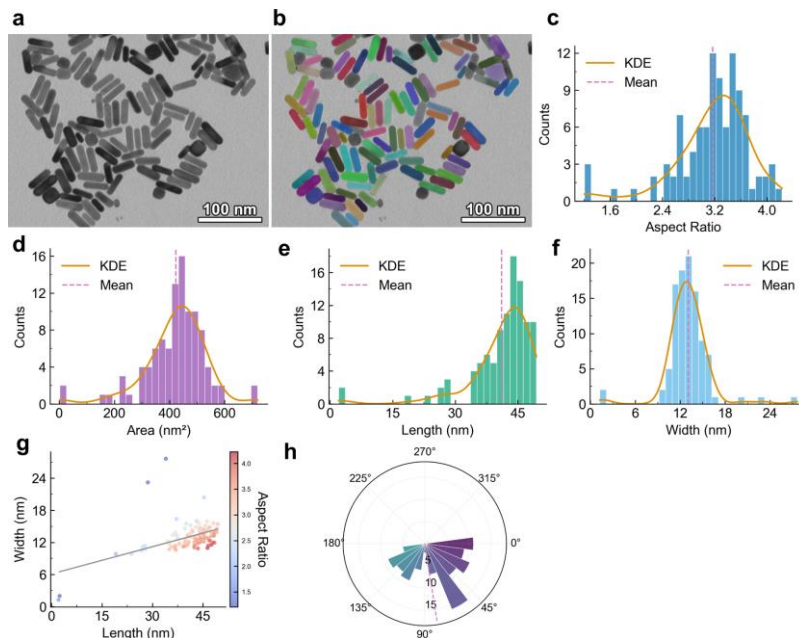 a
b
c
100 nm
100 nm
12
9
6
3
0
Counts
KDE
Mean
1.6
2.4
3.2
4.0
Aspect Ratio
d
16
12
8
4
0
Counts
KDE
Mean
0
200
400
600
Area (nm²)
e
18
12
6
0
Counts
KDE
Mean
0
15
30
45
Length (nm)
f
20
15
10
5
0
Counts
KDE
Mean
0
6
12
18
24
Width (nm)
g
24
18
12
6
0
Width (nm)
0
15
30
45
Length (nm)
4.0
3.5
3.0
2.5
2.0
1.5
Aspect Ratio
h
270°
225°
315°
180°
0°
135°
45°
90°
5
10
15